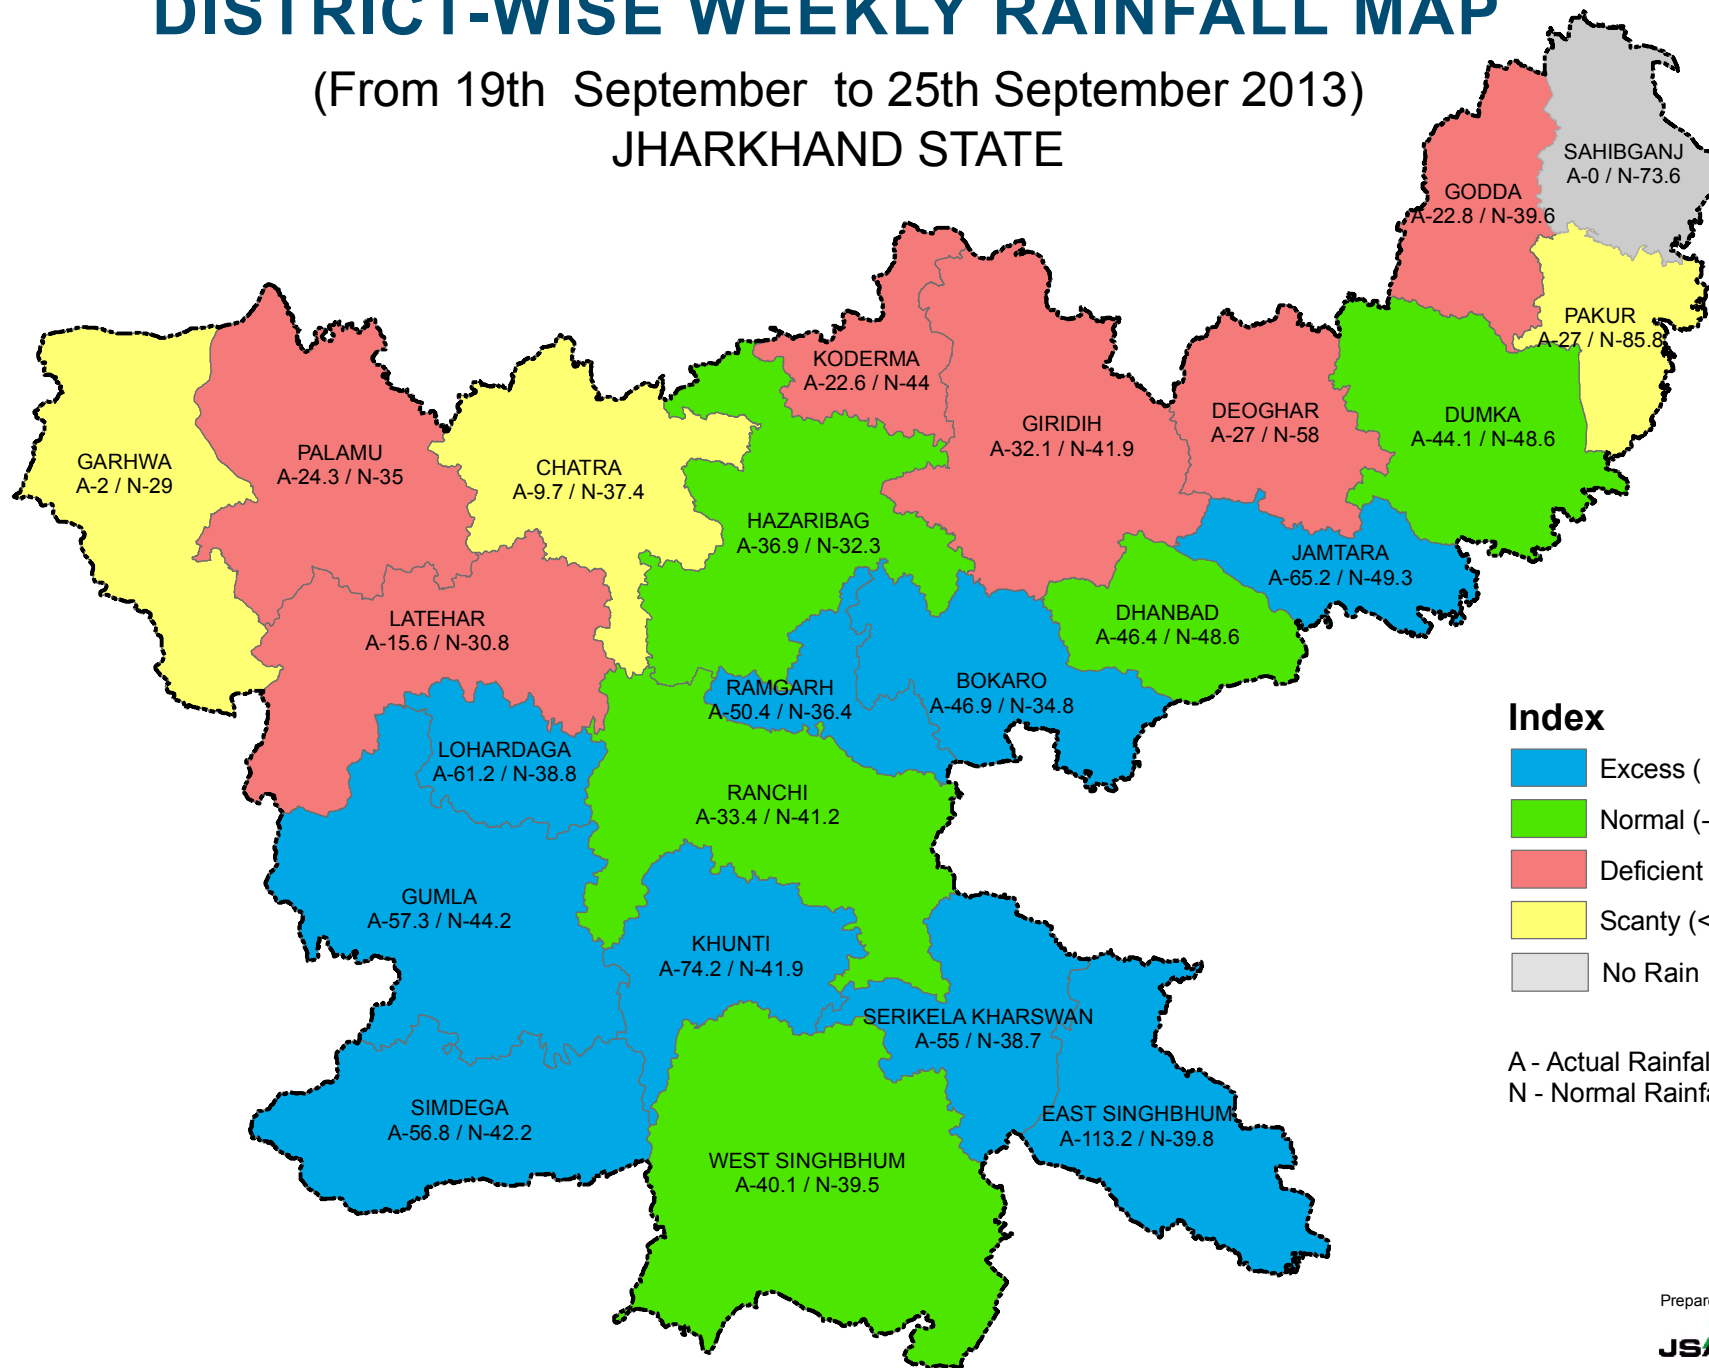 DISTRICT-WISE WEEKLY RAINFALL MAP
(From 19th September to 25th September 2013)
JHARKHAND STATE
SAHIBGANJ
A-0 / N-73.6
GODDA
A-22.8 / N-39.6
PAKUR
A-27 / N-85.8
KODERMA
A-22.6 / N-44
GIRIDIH
A-32.1 / N-41.9
DEOGHAR
A-27 / N-58
DUMKA
A-44.1 / N-48.6
GARHWA
A-2 / N-29
PALAMU
A-24.3 / N-35
CHATRA
A-9.7 / N-37.4
HAZARIBAG
A-36.9 / N-32.3
JAMTARA
A-65.2 / N-49.3
LATEHAR
A-15.6 / N-30.8
DHANBAD
A-46.4 / N-48.6
RAMGARH
A-50.4 / N-36.4
BOKARO
A-46.9 / N-34.8
LOHARDAGA
A-61.2 / N-38.8
RANCHI
A-33.4 / N-41.2
GUMLA
A-57.3 / N-44.2
KHUNTI
A-74.2 / N-41.9
SERIKELA KHARSWAN
A-55 / N-38.7
SIMDEGA
A-56.8 / N-42.2
EAST SINGHBHUM
A-113.2 / N-39.8
WEST SINGHBHUM
A-40.1 / N-39.5
Index
Excess (
Normal (-
Deficient
Scanty (<
No Rain
A - Actual Rainfal
N - Normal Rainfa
Prepar
JS